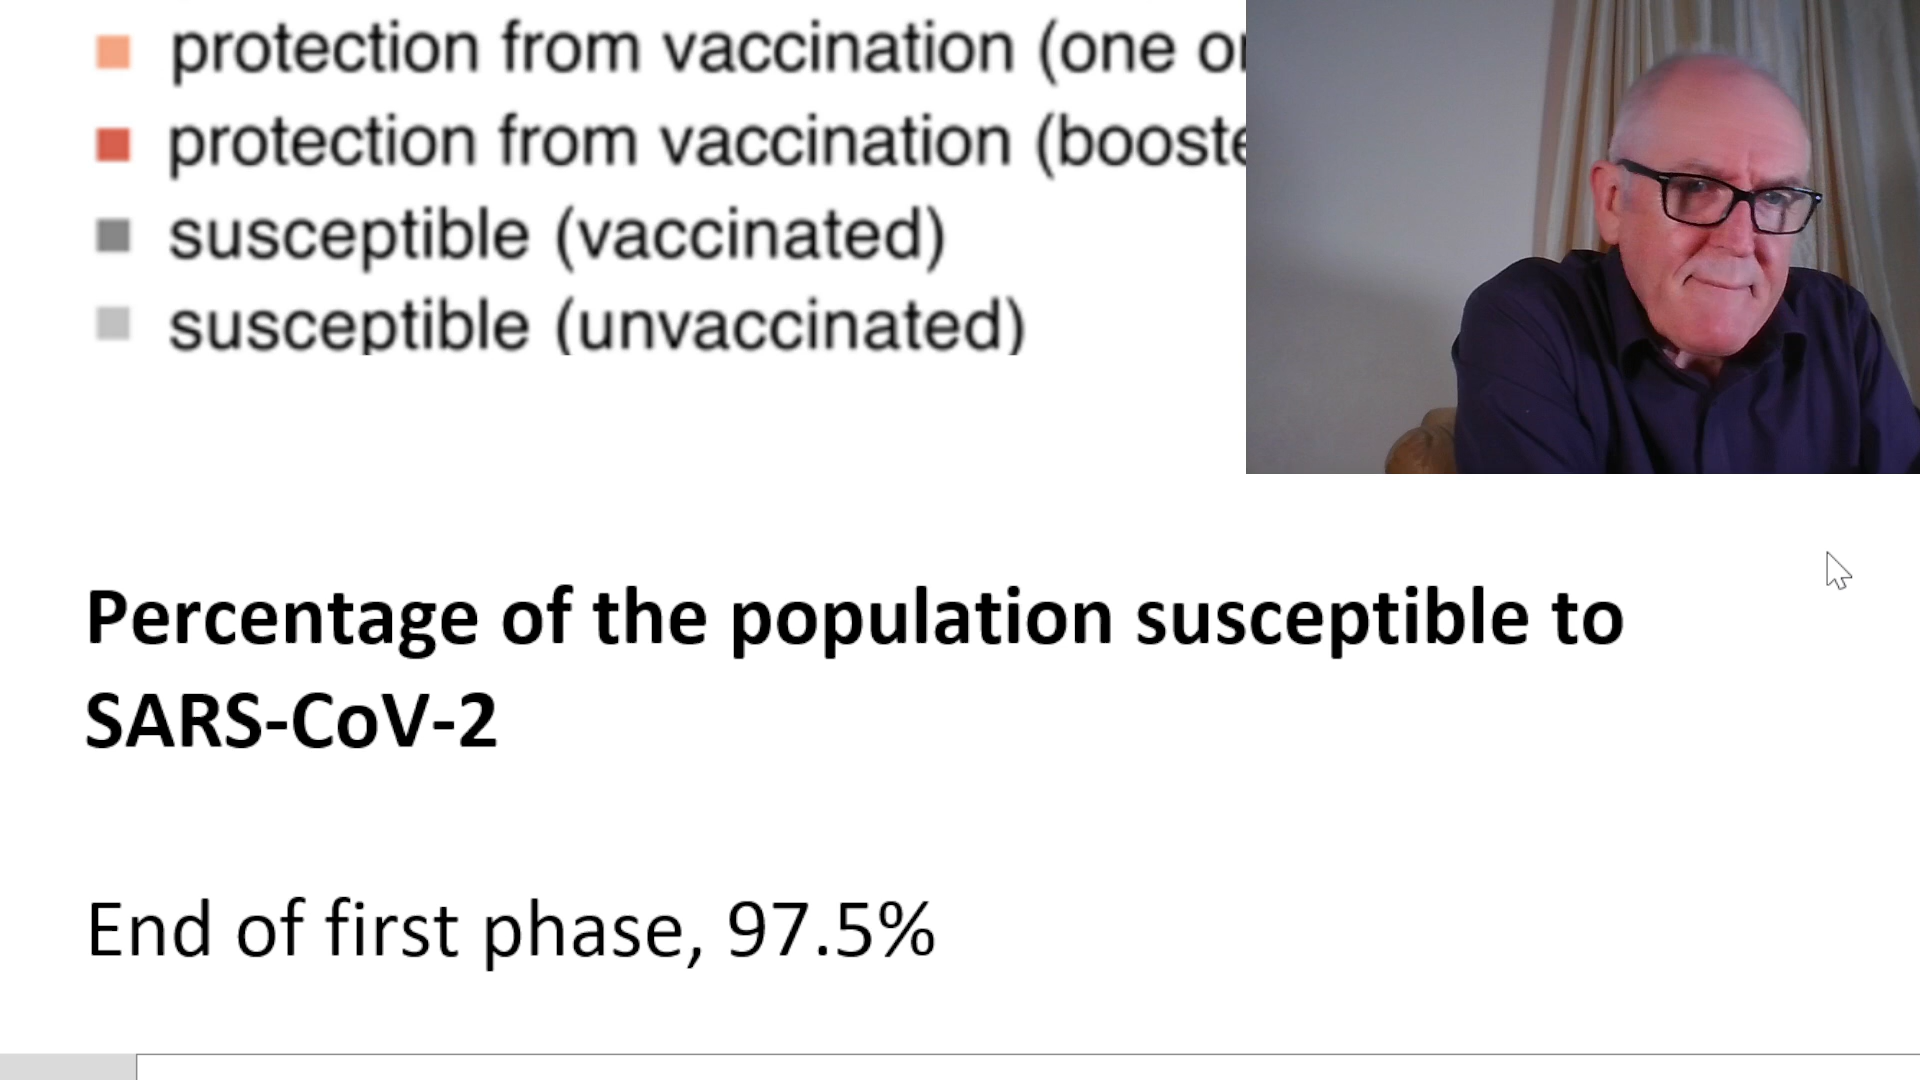 protection from vaccination (one or
protection from vaccination (booste
susceptible (vaccinated)
susceptible (unvaccinated)
Percentage of the population susceptible to
SARS-CoV-2
End of first phase, 97.5%